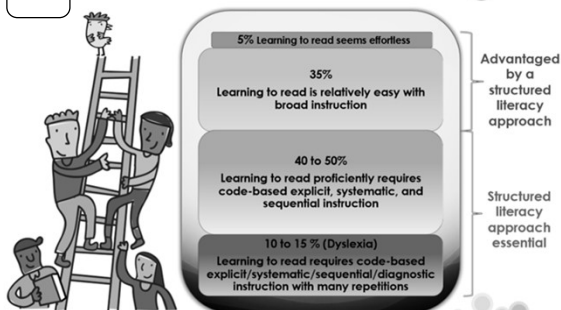 5% Learning to read seems effortless
35%
Learning to read is relatively easy with
broad instruction
40 to 50%
Learning to read proficiently requires
code-based explicit, systematic, and
sequential instruction
10 to 15 % (Dyslexia)
Learning to read requires code-based
explicit/systematic/sequential/diagnostic
instruction with many repetitions
Advantaged
by a
structured
literacy
approach
Structured
literacy
approach
essential